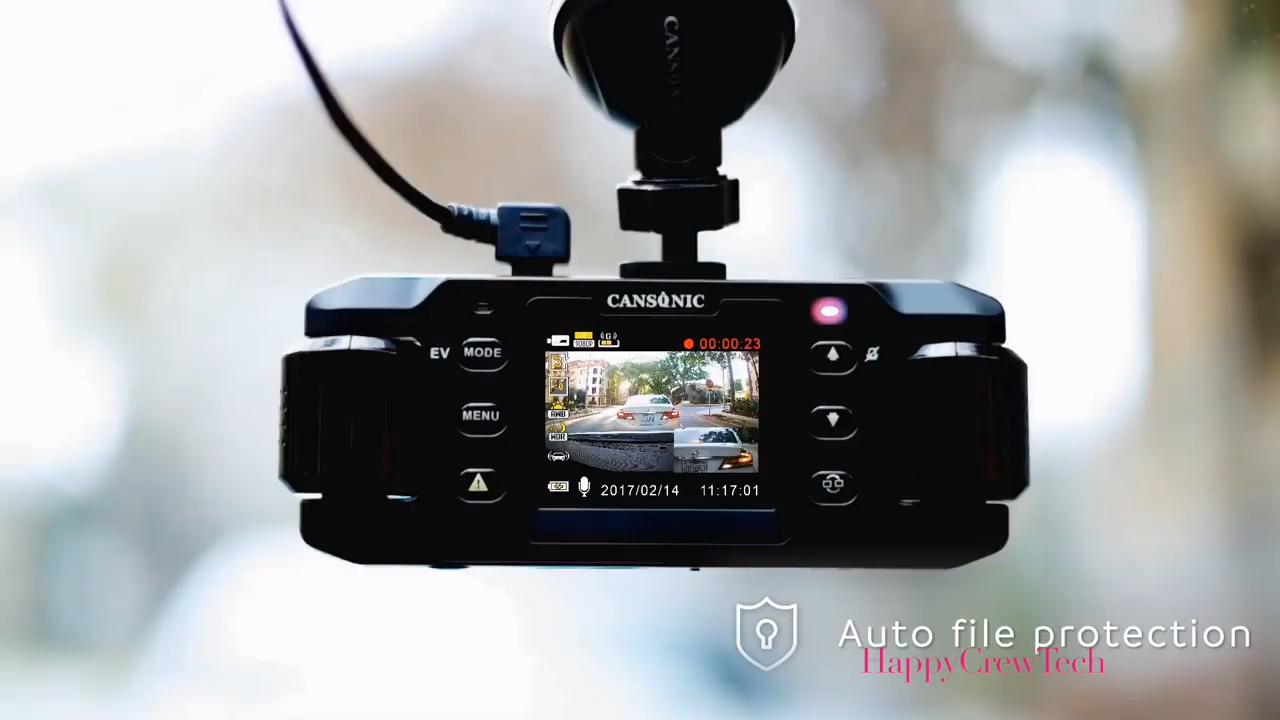 CANSONIC
1080P
00:00:23
EV
MODE
MENU
AWB
WDR
2017/02/14 11:17:01
Auto file protection
HappyCrewTech